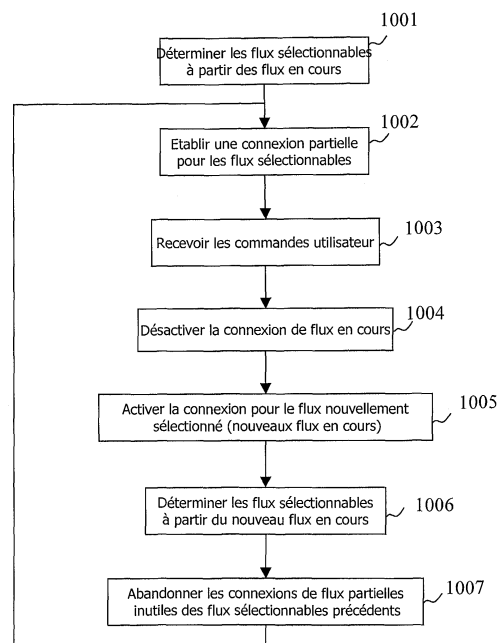 1001
Déterminer les flux sélectionnables
à partir des flux en cours
1002
Etablir une connexion partielle
pour les flux sélectionnables
1003
Recevoir les commandes utilisateur
1004
Désactiver la connexion de flux en cours
1005
Activer la connexion pour le flux nouvellement
sélectionné (nouveaux flux en cours)
1006
Déterminer les flux sélectionnables
à partir du nouveau flux en cours
1007
Abandonner les connexions de flux partielles
inutiles des flux sélectionnables précédents